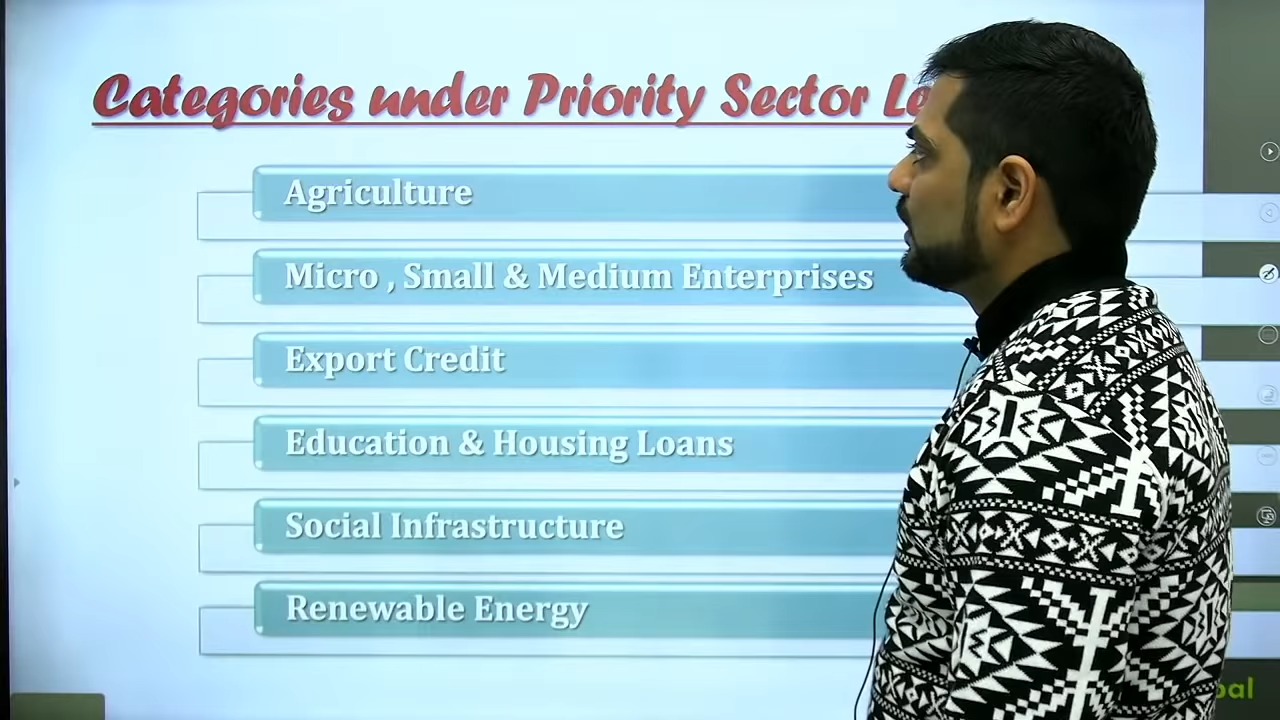 Categories under Priority Sector Le
Agriculture
Micro , Small & Medium Enterprises
Export Credit
Education & Housing Loans
Social Infrastructure
Renewable Energy
pal